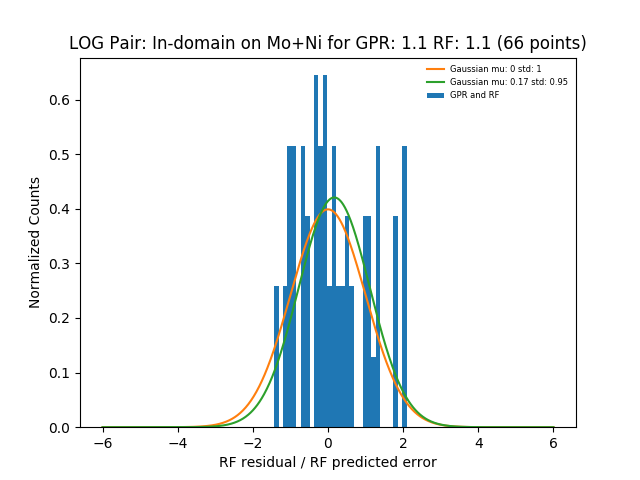 LOG Pair: In-domain on Mo+Ni for GPR: 1.1 RF: 1.1 (66 points)
Gaussian mu: 0 std: 1
Gaussian mu: 0.17 std: 0.95
GPR and RF
Normalized Counts
0.6
0.5
0.4
0.3
0.2
0.1
0.0
−6 −4 −2 0 2 4 6
RF residual / RF predicted error